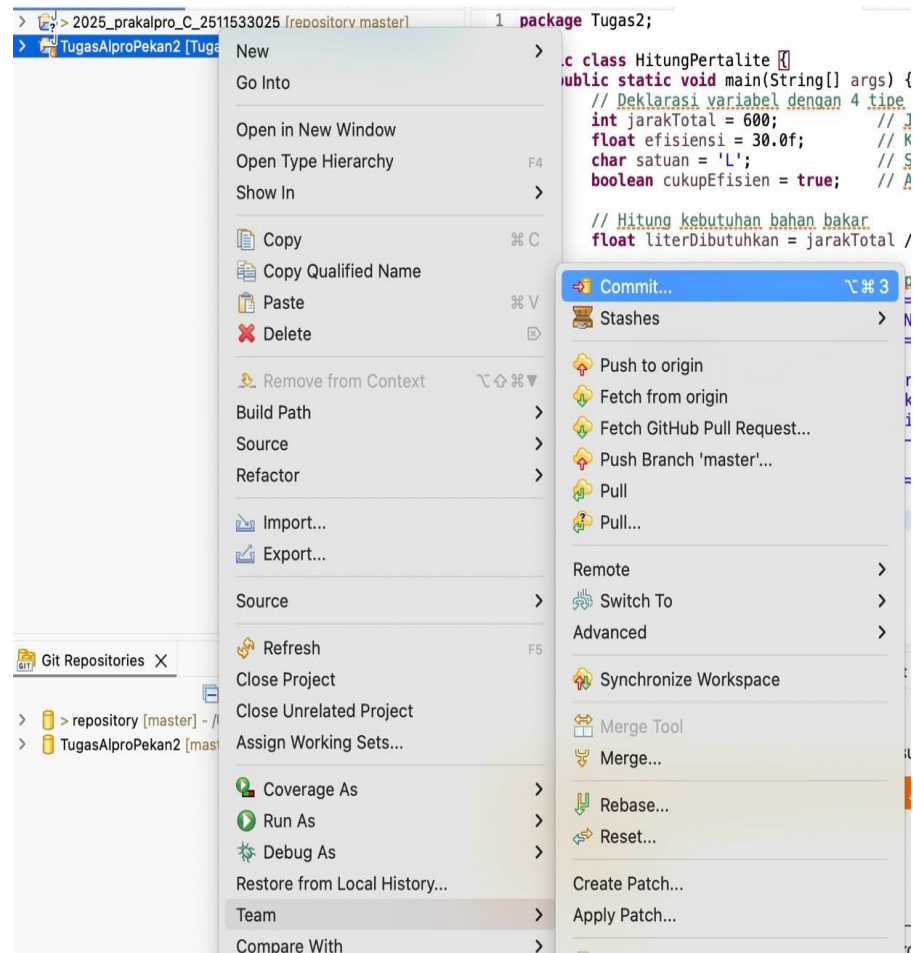 > 2025_prakalpro_C_2511533025 [repository master]
TugasAlproPekan2 [Tuga
1 package Tugas2;
c class HitungPertalite {
ublic static void main(String[] args) {
// Deklarasi variabel dengan 4 tipe
int jarakTotal = 600; //
float efisiensi = 30.0f; // K
char satuan = 'L'; // S
boolean cukupEfisien = true; // A
// Hitung kebutuhan bahan bakar
float literDibutuhkan = jarakTotal /
New
Go Into
Open in New Window
Open Type Hierarchy F4
Show In
Copy ⌘ C
Copy Qualified Name
Paste ⌘ V
Delete
Remove from Context ⌥⇧⌘▼
Build Path
Source
Refactor
Import...
Export...
Source
Refresh F5
Close Project
Close Unrelated Project
Assign Working Sets...
Coverage As
Run As
Debug As
Restore from Local History...
Team
Compare With
Commit... ⌥⌘3
Stashes
Push to origin
Fetch from origin
Fetch GitHub Pull Request...
Push Branch 'master'...
Pull
Pull...
Remote
Switch To
Advanced
Synchronize Workspace
Merge Tool
Merge...
Rebase...
Reset...
Create Patch...
Apply Patch...
GIT
Git Repositories
> repository [master] - /
TugasAlproPekan2 [mast